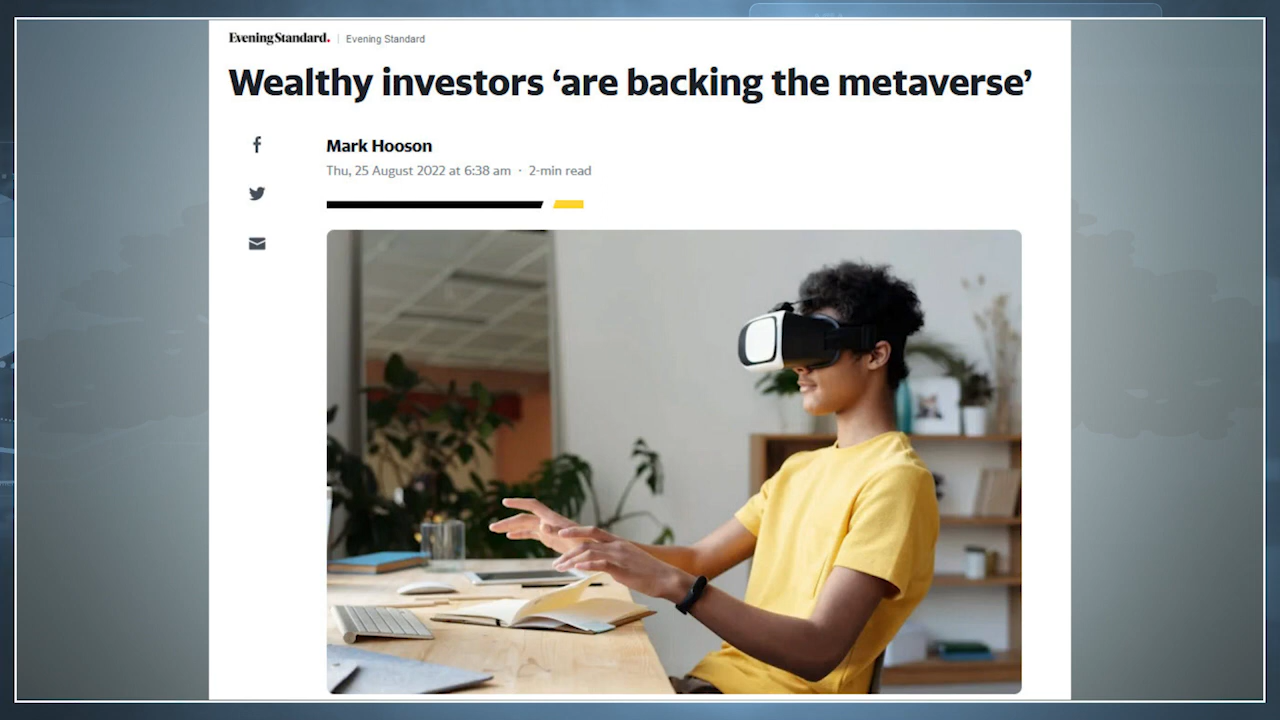 EveningStandard. | Evening Standard
Wealthy investors ‘are backing the metaverse’
Mark Hooson
Thu, 25 August 2022 at 6:38 am · 2-min read